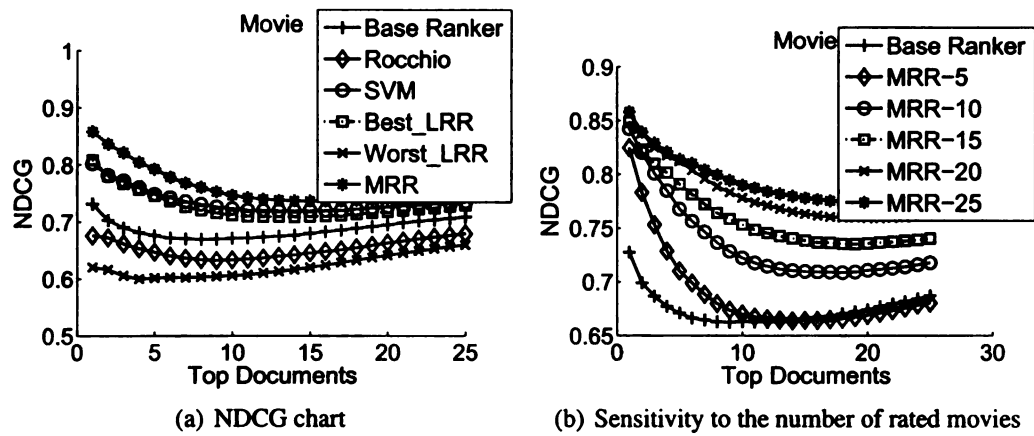 Movie
Base Ranker
Rocchio
SVM
Best_LRR
Worst_LRR
MRR
1
0.9
0.8
0.7
0.6
0.5
NDCG
0 5 10 15 20 25
Top Documents
(a) NDCG chart
Movie
Base Ranker
MRR-5
MRR-10
MRR-15
MRR-20
MRR-25
0.9
0.85
0.8
0.75
0.7
0.65
NDCG
0 10 20 30
Top Documents
(b) Sensitivity to the number of rated movies